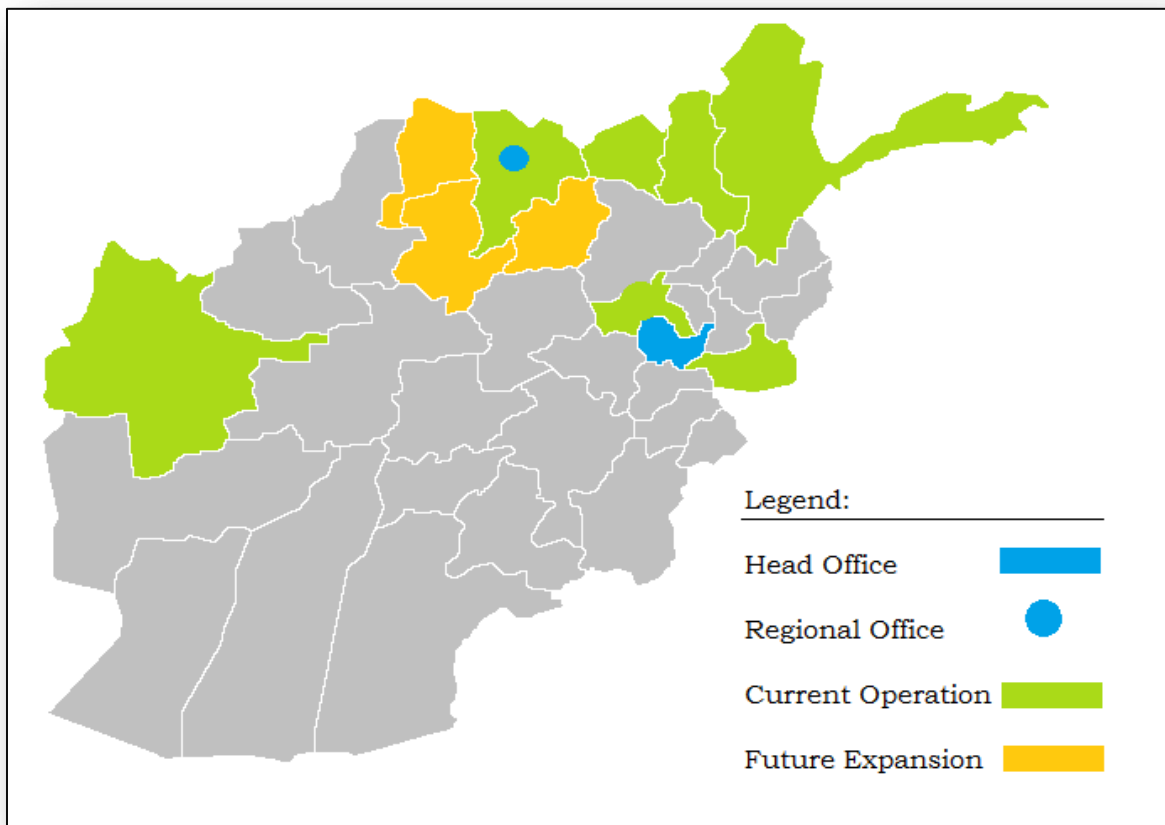 Legend:
Head Office
Regional Office
Current Operation
Future Expansion